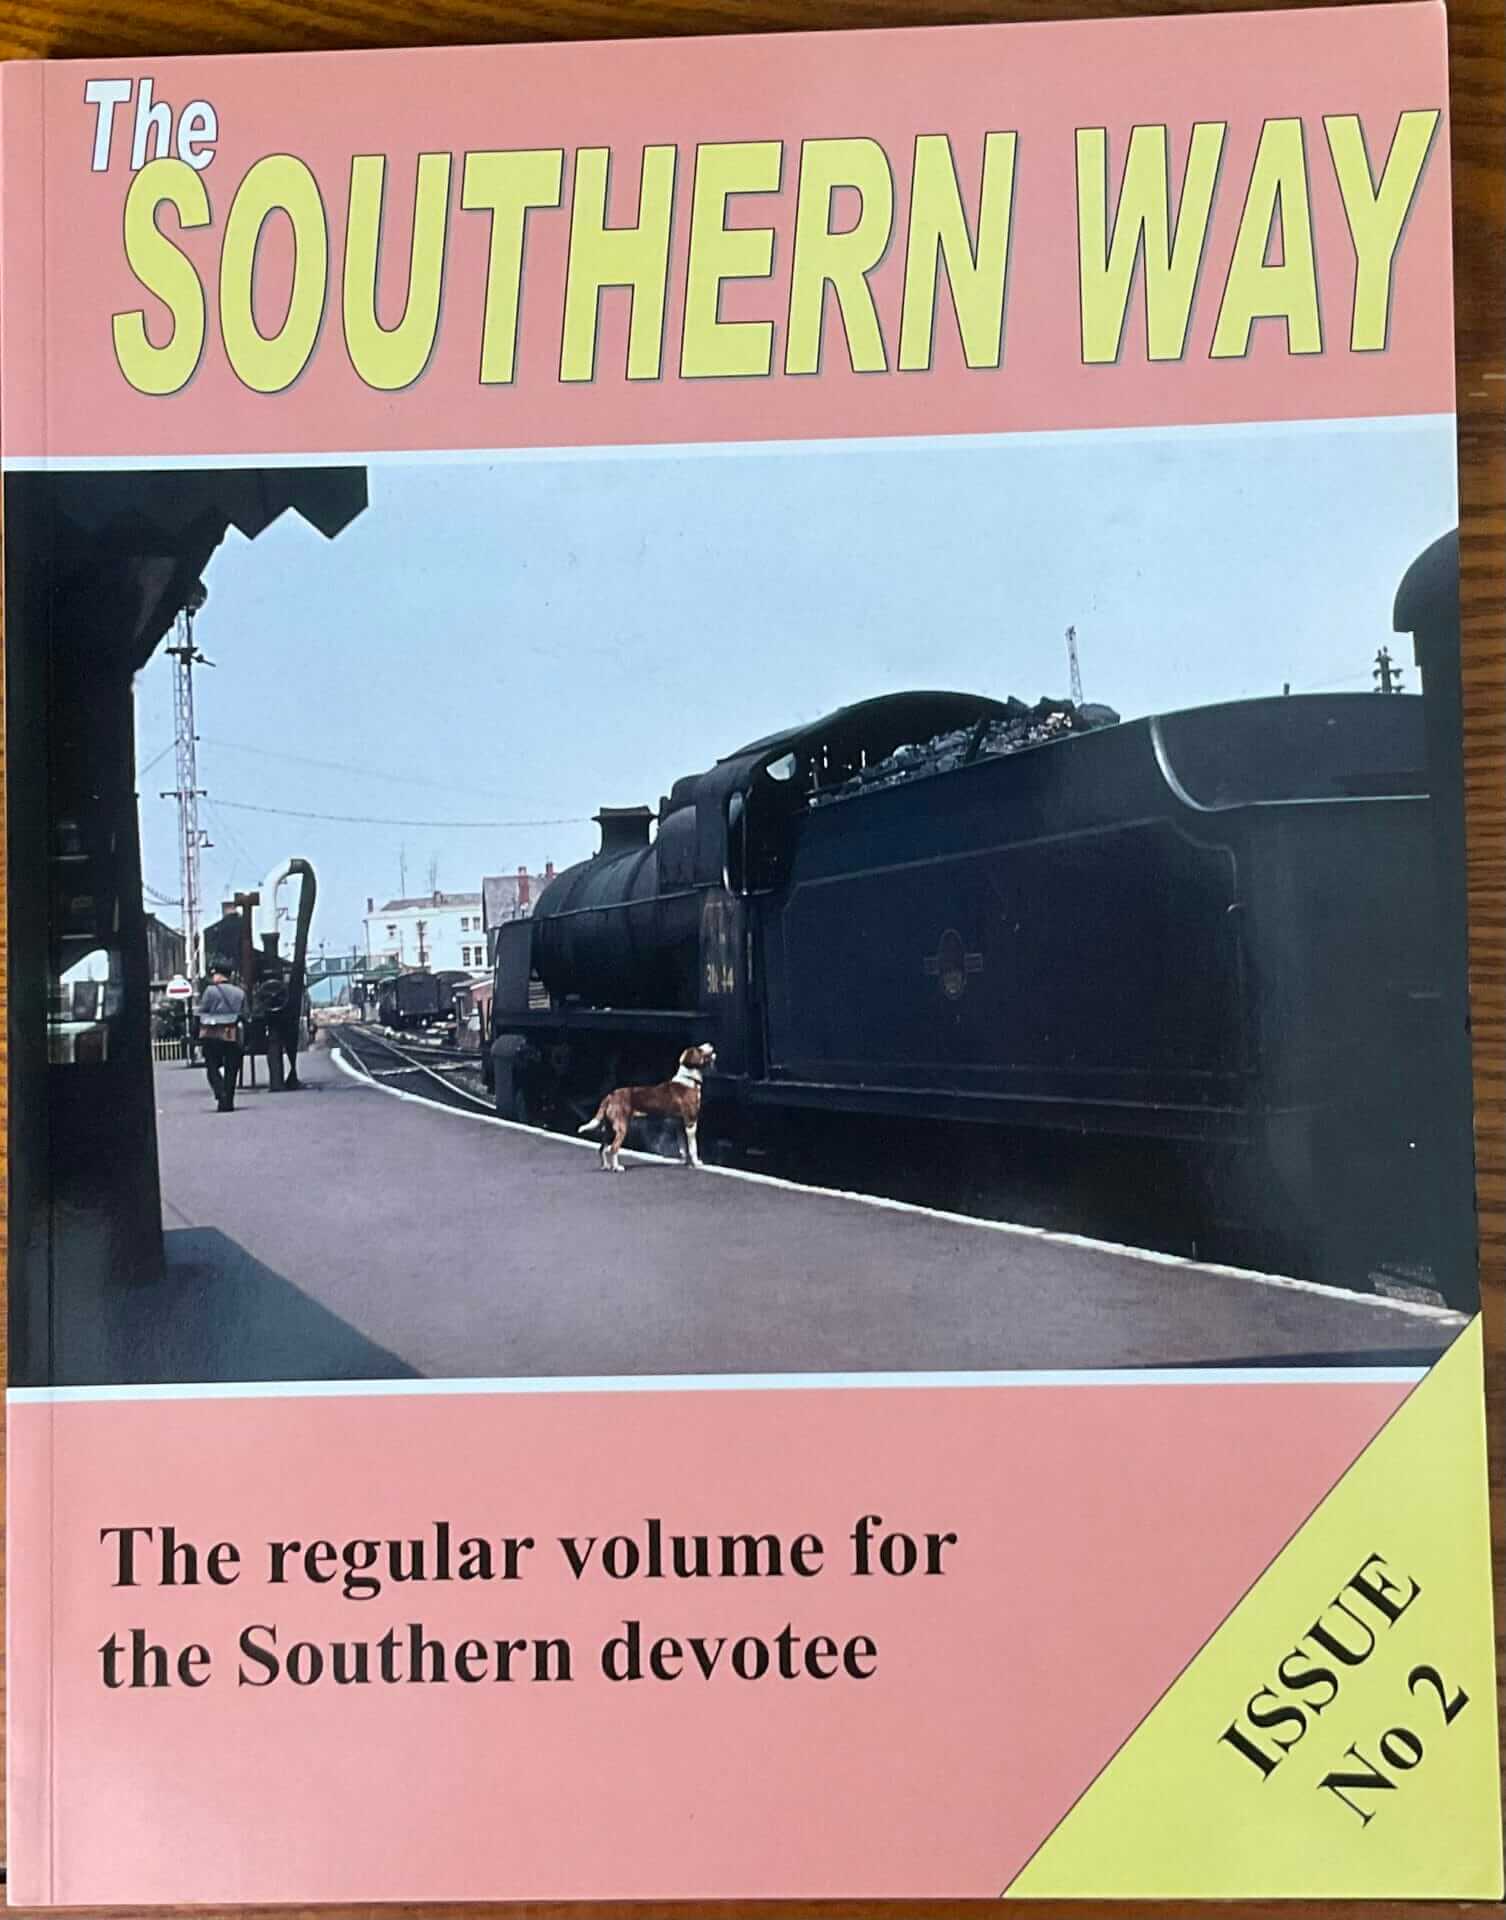 The
SOUTHERN WAY
The regular volume for
the Southern devotee
ISSUE
No 2